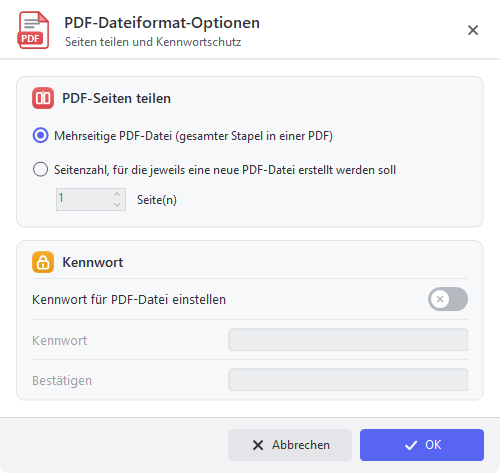 PDF
PDF-Dateiformat-Optionen
Seiten teilen und Kennwortschutz
PDF-Seiten teilen
Mehrseitige PDF-Datei (gesamter Stapel in einer PDF)
Seitenzahl, für die jeweils eine neue PDF-Datei erstellt werden soll
1 Seite(n)
Kennwort
Kennwort für PDF-Datei einstellen
Kennwort
Bestätigen
Abbrechen OK